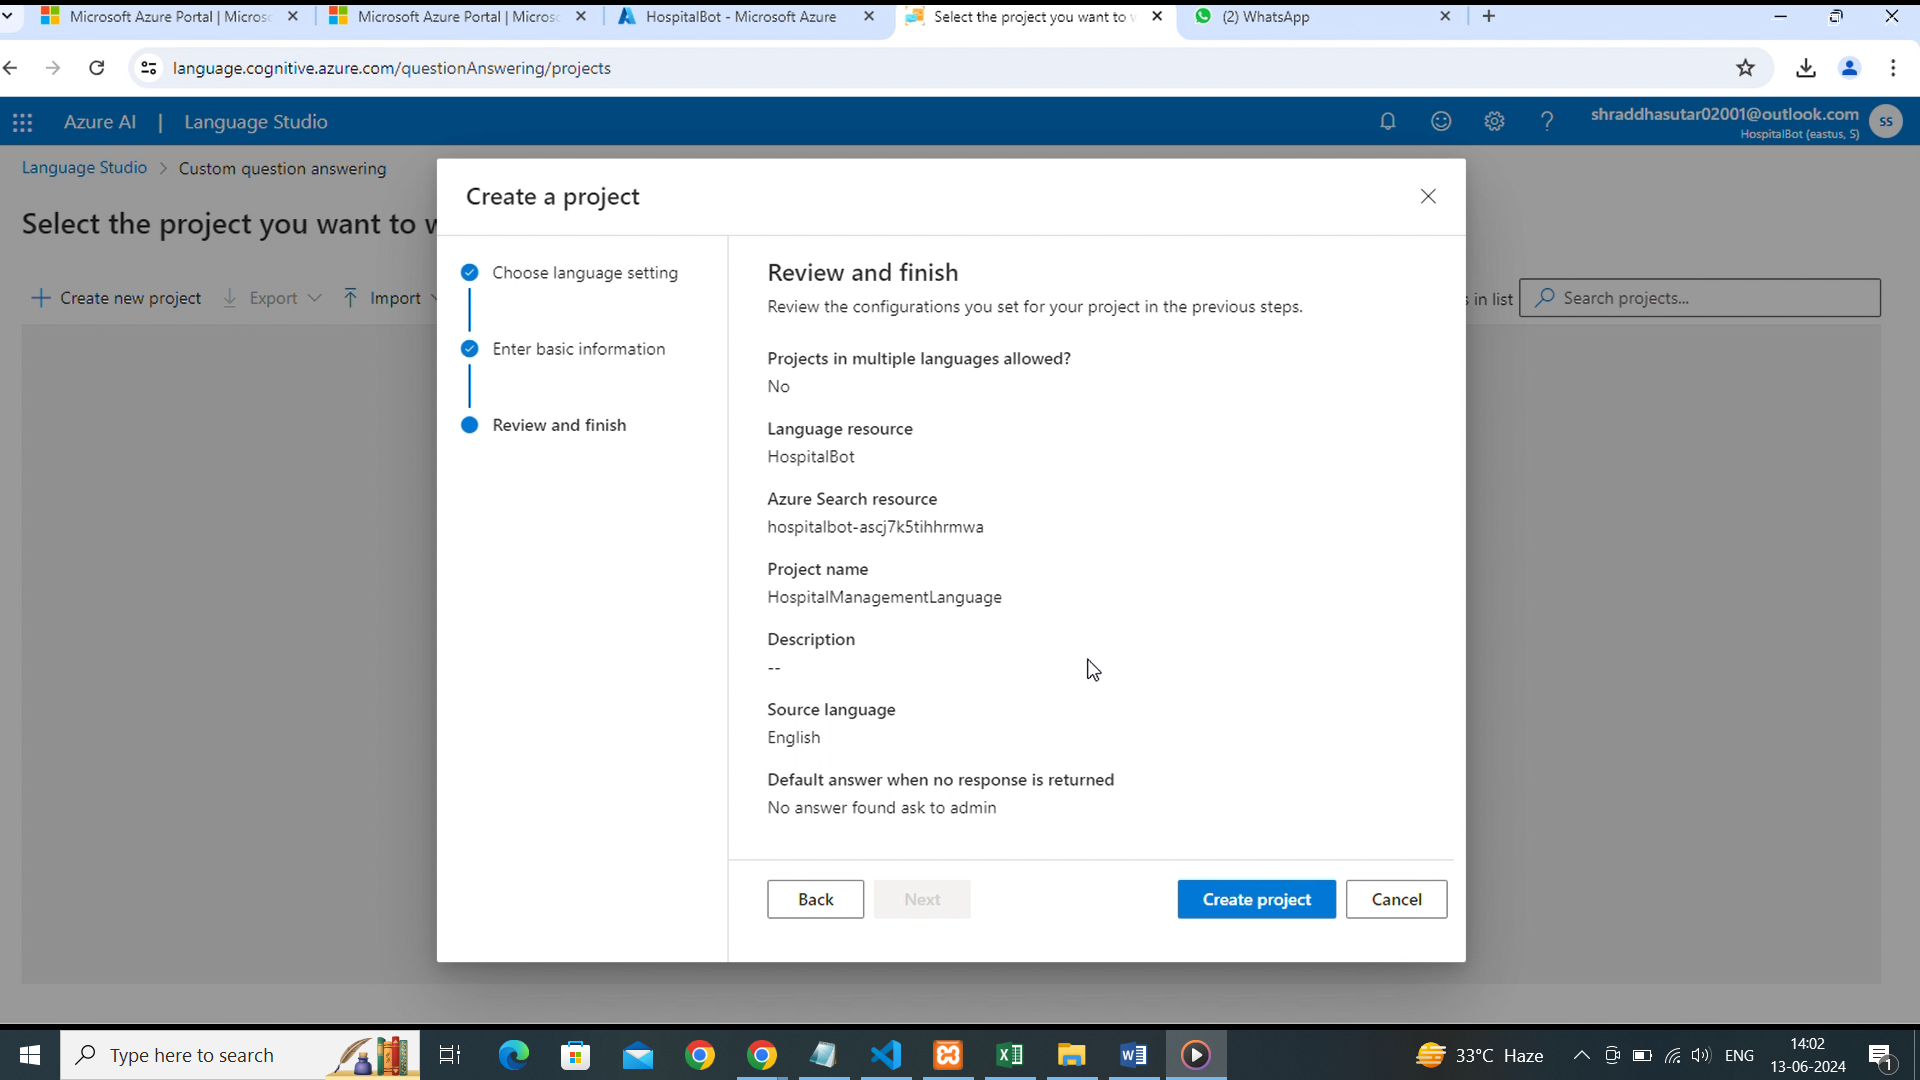 Microsoft Azure Portal | Micros
Microsoft Azure Portal | Micros
HospitalBot - Microsoft Azure
Select the project you want to w
(2) WhatsApp
language.cognitive.azure.com/questionAnswering/projects
Azure AI | Language Studio
shraddhasutar02001@outlook.com
HospitalBot (eastus, S)
SS
Language Studio > Custom question answering
Select the project you want to w
Create new project
Export
Import
s in list
Search projects...
Create a project
Choose language setting
Enter basic information
Review and finish
Review and finish
Review the configurations you set for your project in the previous steps.
Projects in multiple languages allowed?
No
Language resource
HospitalBot
Azure Search resource
hospitalbot-ascj7k5tihhrmwa
Project name
HospitalManagementLanguage
Description
--
Source language
English
Default answer when no response is returned
No answer found ask to admin
Back
Next
Create project
Cancel
Type here to search
33°C Haze
ENG
14:02
13-06-2024
1